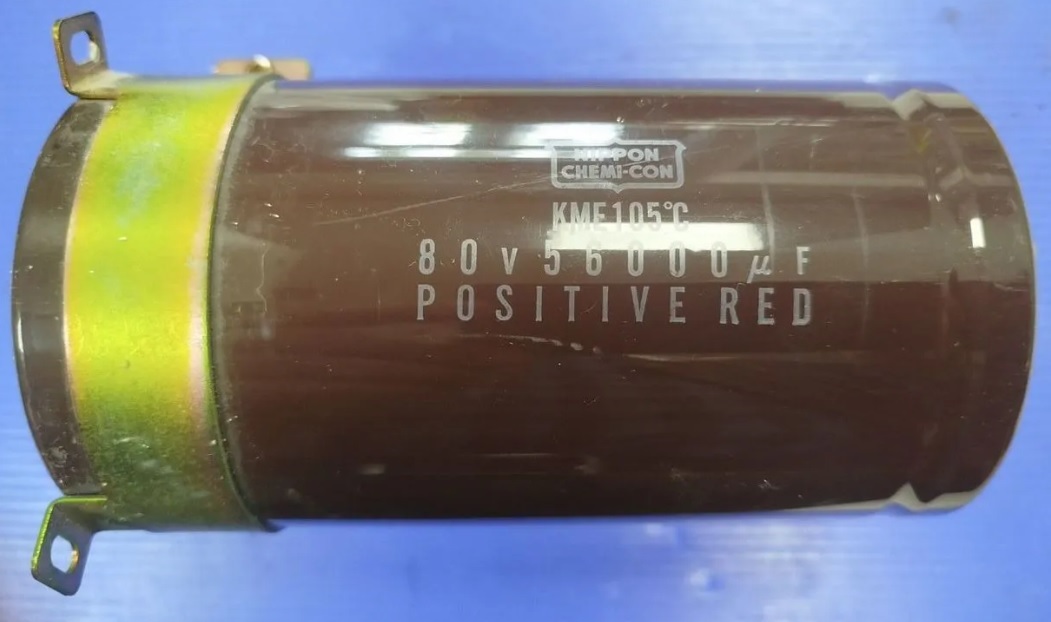 NIPPON
CHEMI-CON
KME105°C
80v56000μF
POSITIVE RED